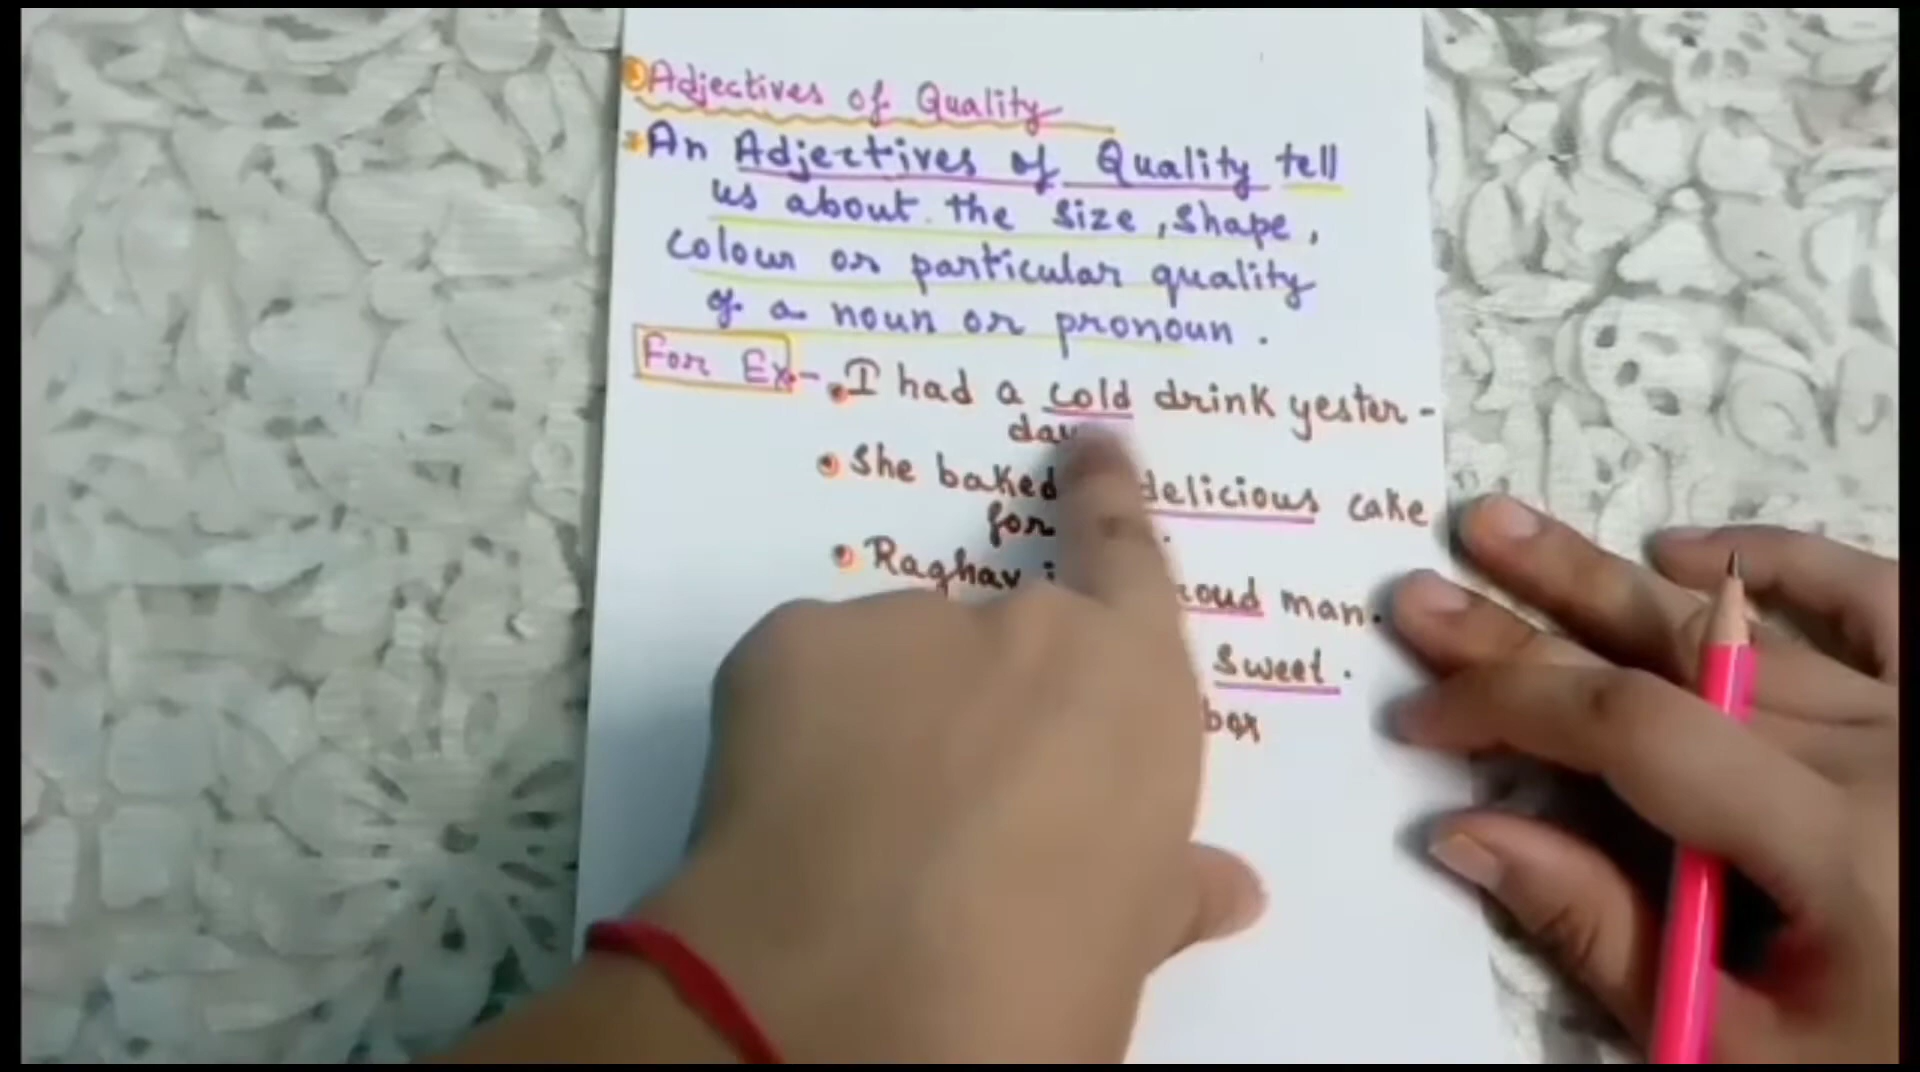 Adjectives of Quality
An Adjectives of Quality tell
us about the size, shape,
colour or particular quality
of a noun or pronoun.
For Ex.- I had a cold drink yester-
day
She baked delicious cake
for
Raghav man.
sweet.